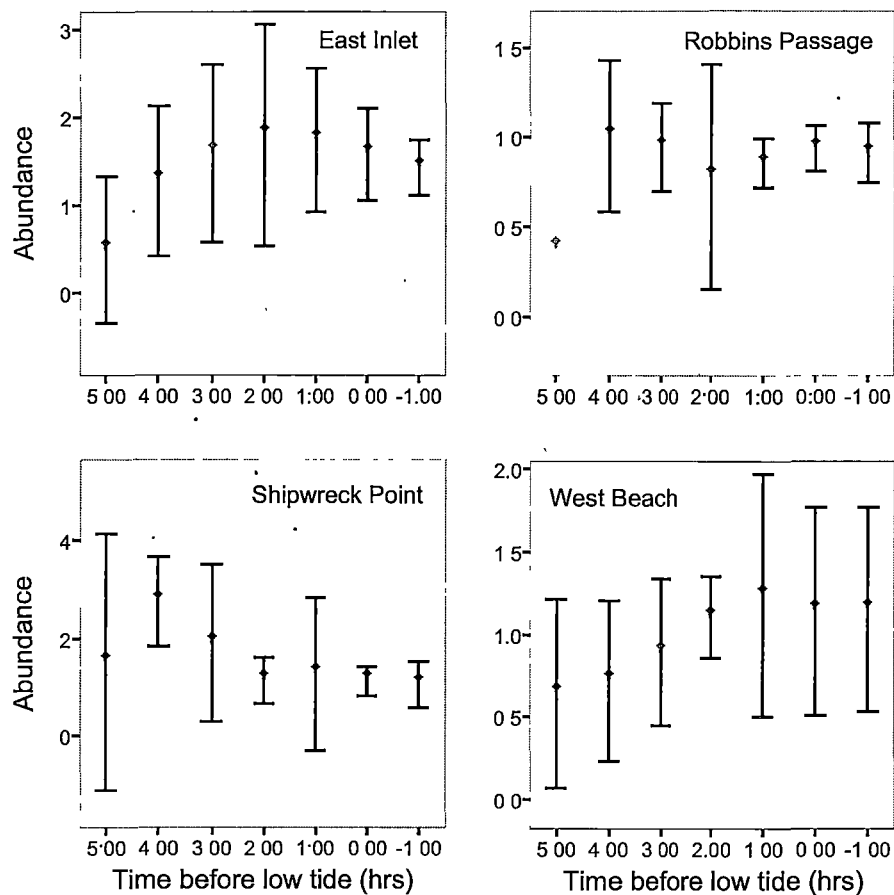 East Inlet
Abundance
3
2
1
0
5 00 4 00 3 00 2 00 1:00 0 00 -1.00
Robbins Passage
1 5
1 0
0 5
0 0
5 00 4 00 3 00 2:00 1:00 0:00 -1 00
Shipwreck Point
Abundance
4
2
0
5·00 4 00 3 00 2 00 1 00 0 00 -1 00
Time before low tide (hrs)
West Beach
2.0
1 5
1.0
0 5
0 0
5 00 4 00 3 00 2.00 1 00 0 00 -1 00
Time before low tide (hrs)